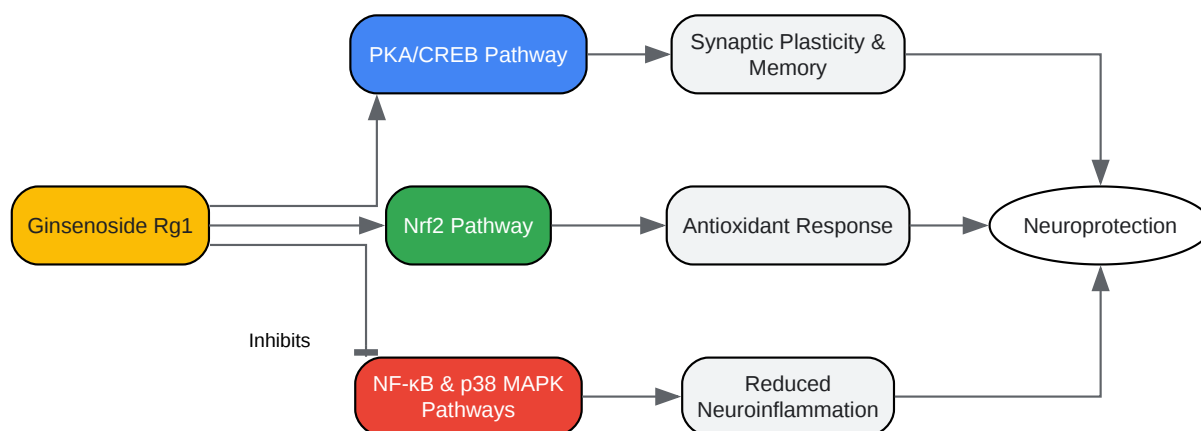 PKA/CREB Pathway
Synaptic Plasticity &
Memory
Ginsenoside Rg1
Nrf2 Pathway
Antioxidant Response
Neuroprotection
Inhibits
NF-κB & p38 MAPK
Pathways
Reduced
Neuroinflammation